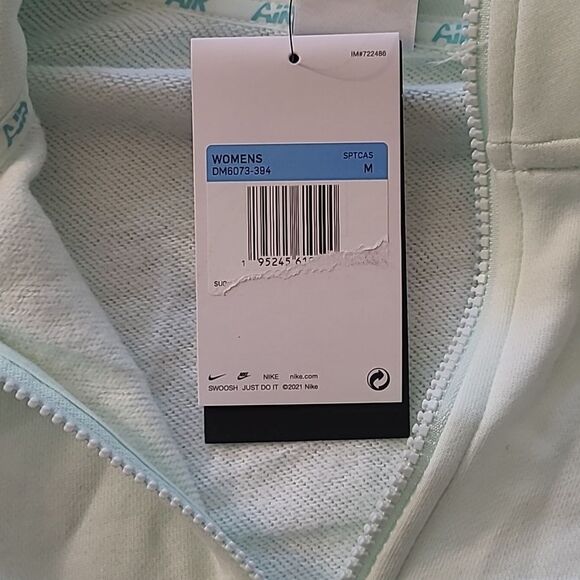 AIR
AIR
AIR
IM#722486
WOMENS SPTCAS
DM6073-394 M
1 95245
NIKE nike.com
SWOOSH JUST DO IT ©2021 Nike